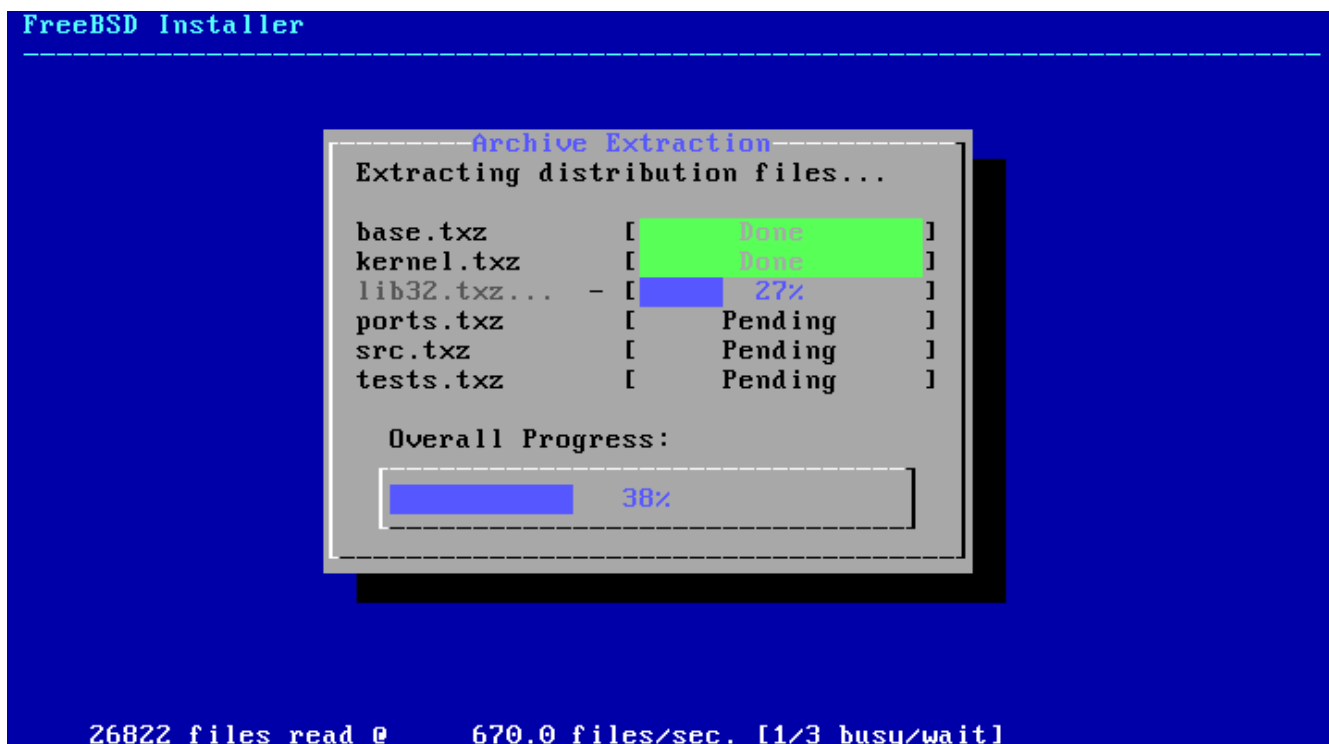 FreeBSD Installer
Archive Extraction
Extracting distribution files...
base.txz [ Done ]
kernel.txz [ Done ]
lib32.txz... - [ 27% ]
ports.txz [ Pending ]
src.txz [ Pending ]
tests.txz [ Pending ]
Overall Progress:
38%
26822 files read @ 670.0 files/sec. [1/3 busy/wait]